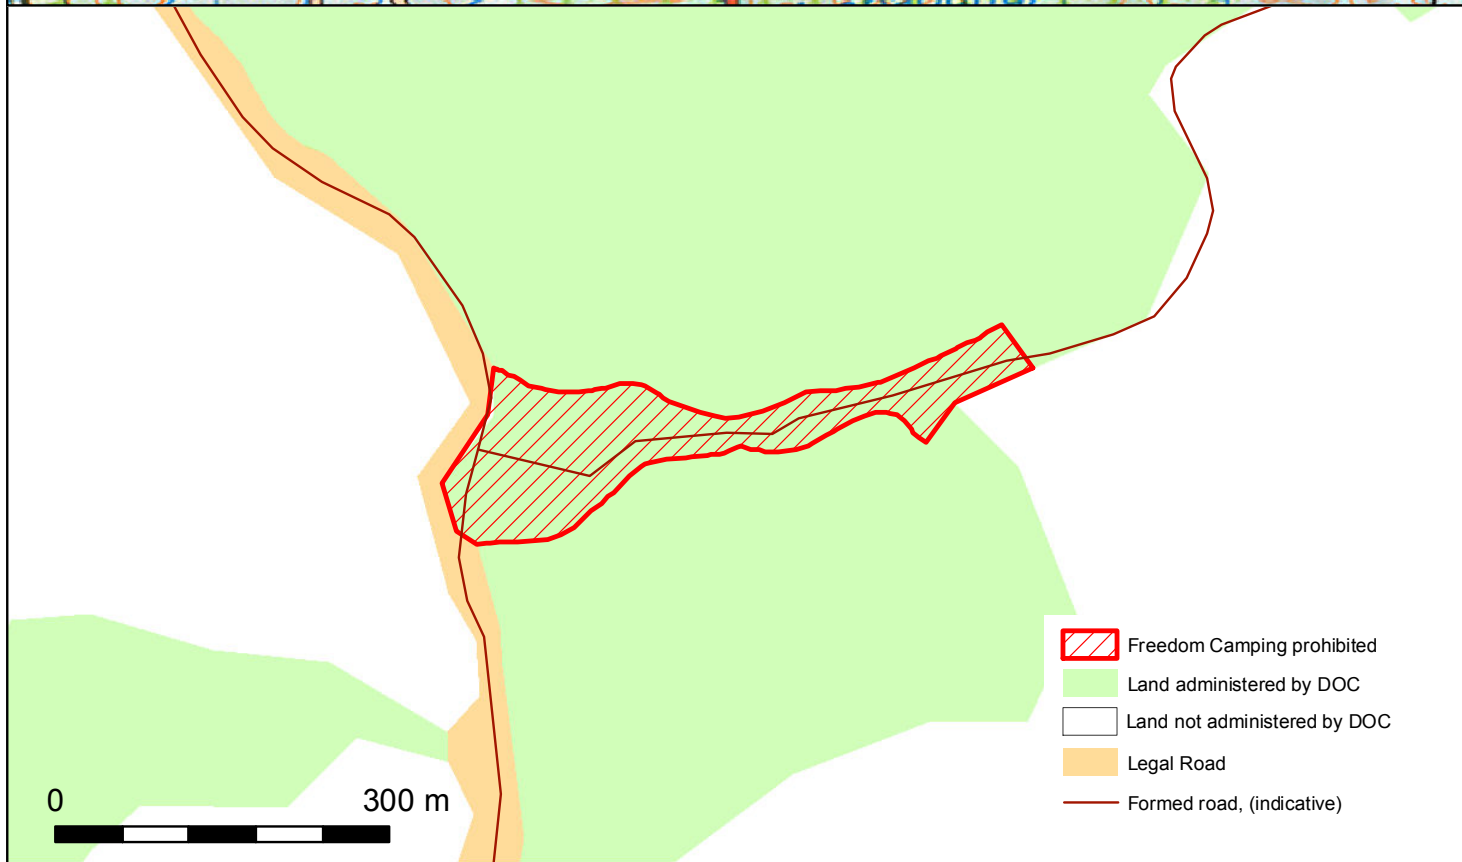 Freedom Camping prohibited
Land administered by DOC
Land not administered by DOC
Legal Road
Formed road, (indicative)
0 300 m